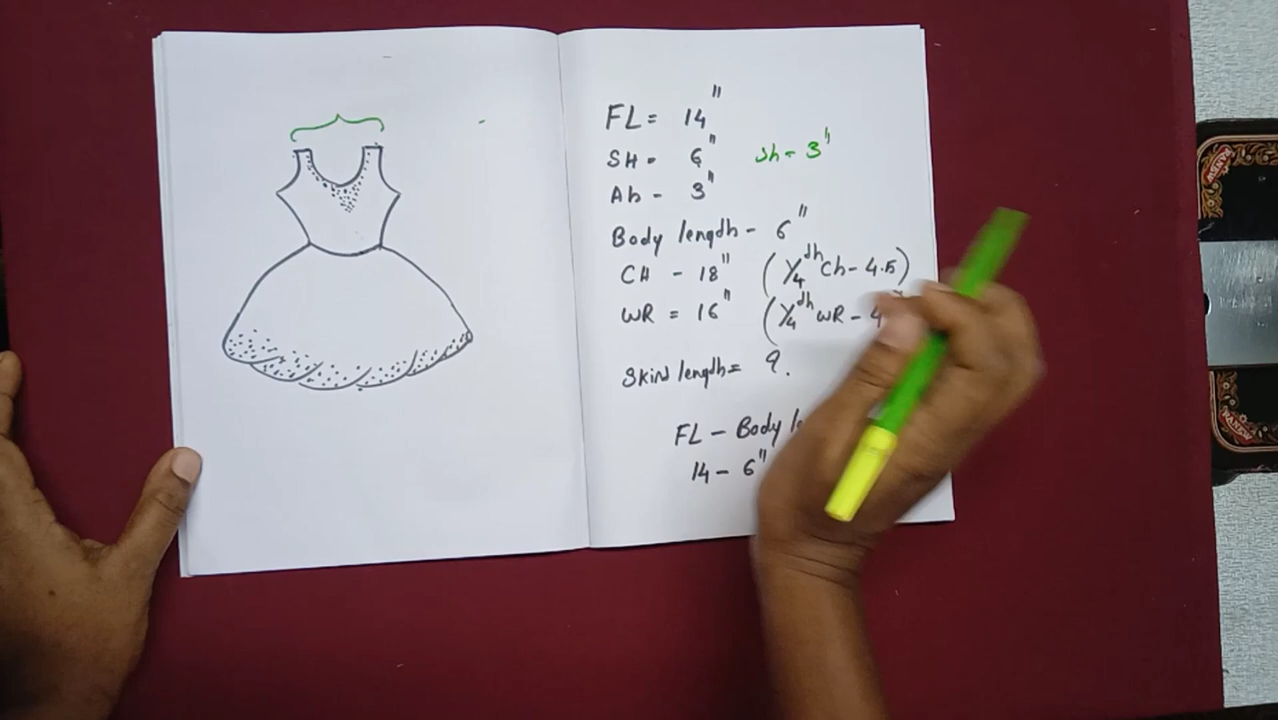 FL = 14"
SH - 6" sh - 3"
Ah - 3"
Body length - 6"
CH - 18" (1/4th Ch - 4.5)
WR = 16" (1/4th WR - 4
Skirt length = ?.
FL - Body
14 - 6"